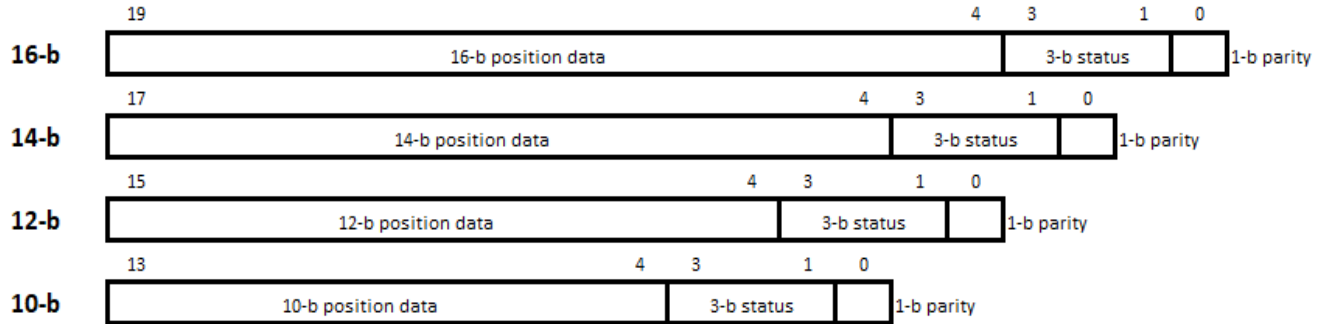 19 4 3 1 0
16-b 16-b position data 3-b status 1-b parity
17 4 3 1 0
14-b 14-b position data 3-b status 1-b parity
15 4 3 1 0
12-b 12-b position data 3-b status 1-b parity
13 4 3 1 0
10-b 10-b position data 3-b status 1-b parity